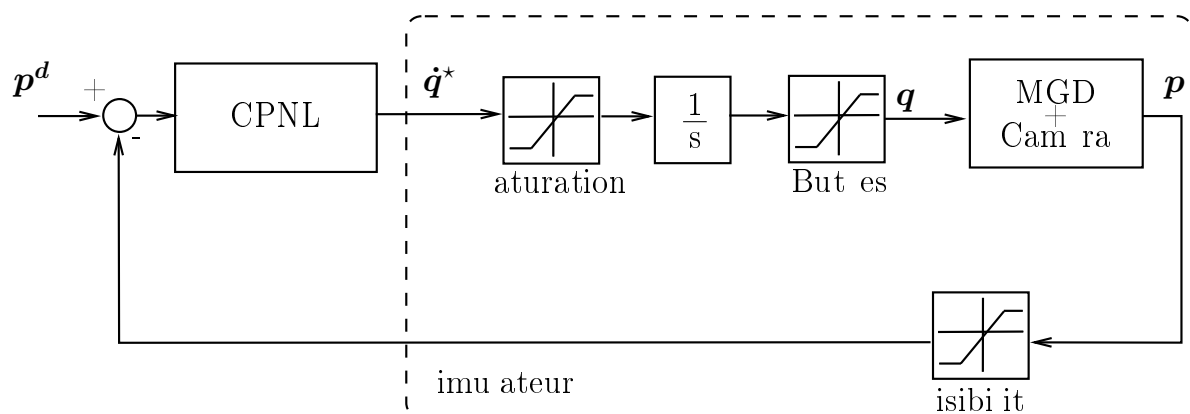 p^d
+
-
CPNL
q̇*
aturation
1
s
But es
q
MGD
+
Cam ra
p
isibi it
imu ateur